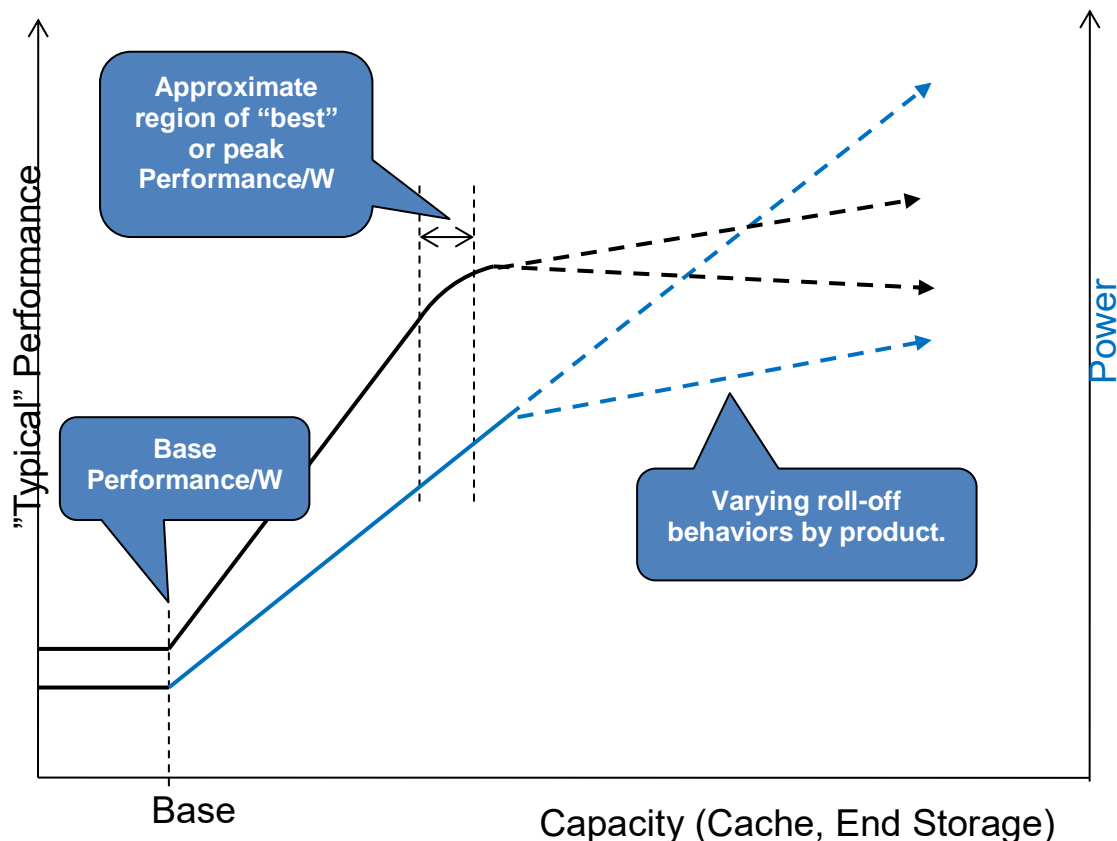 Approximate
region of “best”
or peak
Performance/W
”Typical” Performance
Power
Base
Performance/W
Varying roll-off
behaviors by product.
Base
Capacity (Cache, End Storage)